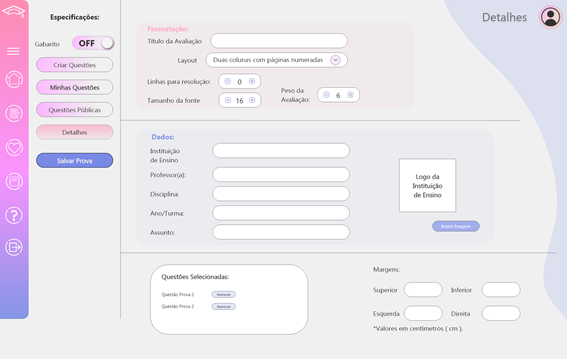 Especificações:
Detalhes
Gabarito OFF
Criar Questões
Minhas Questões
Questões Públicas
Detalhes
Salvar Prova
Formatação:
Título da Avaliação
Layout Duas colunas com páginas numeradas
Linhas para resolução: 0
Tamanho da fonte 16
Peso da
Avaliação: 6
Dados:
Instituição
de Ensino
Professor(a):
Disciplina:
Ano/Turma:
Assunto:
Logo da
Instituição
de Ensino
Inserir Imagem
Questões Selecionadas:
Questão Prova 2 Remover
Questão Prova 2 Remover
Margens:
Superior Inferior
Esquerda Direita
*Valores em centímetros ( cm ).